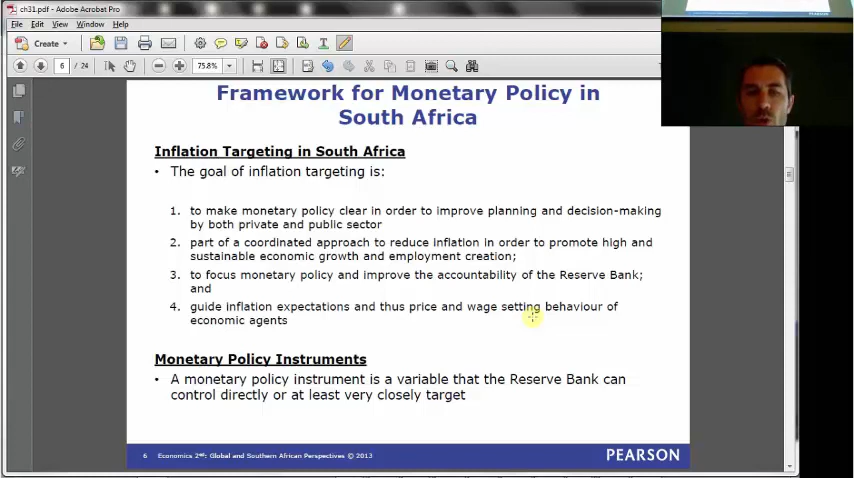 ch31.pdf - Adobe Acrobat Pro
File Edit View Window Help
Create
6 / 24 75.8%
Framework for Monetary Policy in
South Africa
Inflation Targeting in South Africa
• The goal of inflation targeting is:
1. to make monetary policy clear in order to improve planning and decision-making
by both private and public sector
2. part of a coordinated approach to reduce inflation in order to promote high and
sustainable economic growth and employment creation;
3. to focus monetary policy and improve the accountability of the Reserve Bank;
and
4. guide inflation expectations and thus price and wage setting behaviour of
economic agents
Monetary Policy Instruments
• A monetary policy instrument is a variable that the Reserve Bank can
control directly or at least very closely target
6 Economics 2nd: Global and Southern African Perspectives © 2013 PEARSON